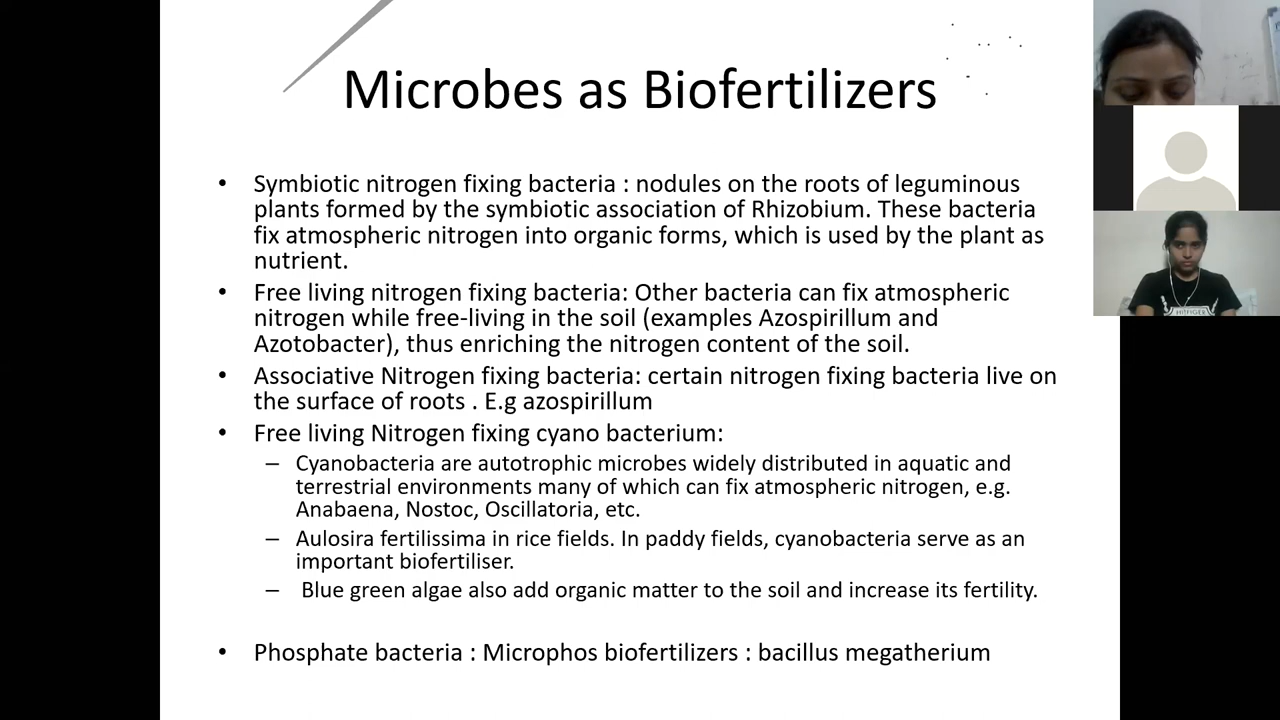 Microbes as Biofertilizers
• Symbiotic nitrogen fixing bacteria : nodules on the roots of leguminous
plants formed by the symbiotic association of Rhizobium. These bacteria
fix atmospheric nitrogen into organic forms, which is used by the plant as
nutrient.
• Free living nitrogen fixing bacteria: Other bacteria can fix atmospheric
nitrogen while free-living in the soil (examples Azospirillum and
Azotobacter), thus enriching the nitrogen content of the soil.
• Associative Nitrogen fixing bacteria: certain nitrogen fixing bacteria live on
the surface of roots . E.g azospirillum
• Free living Nitrogen fixing cyano bacterium:
– Cyanobacteria are autotrophic microbes widely distributed in aquatic and
terrestrial environments many of which can fix atmospheric nitrogen, e.g.
Anabaena, Nostoc, Oscillatoria, etc.
– Aulosira fertilissima in rice fields. In paddy fields, cyanobacteria serve as an
important biofertiliser.
– Blue green algae also add organic matter to the soil and increase its fertility.
• Phosphate bacteria : Microphos biofertilizers : bacillus megatherium